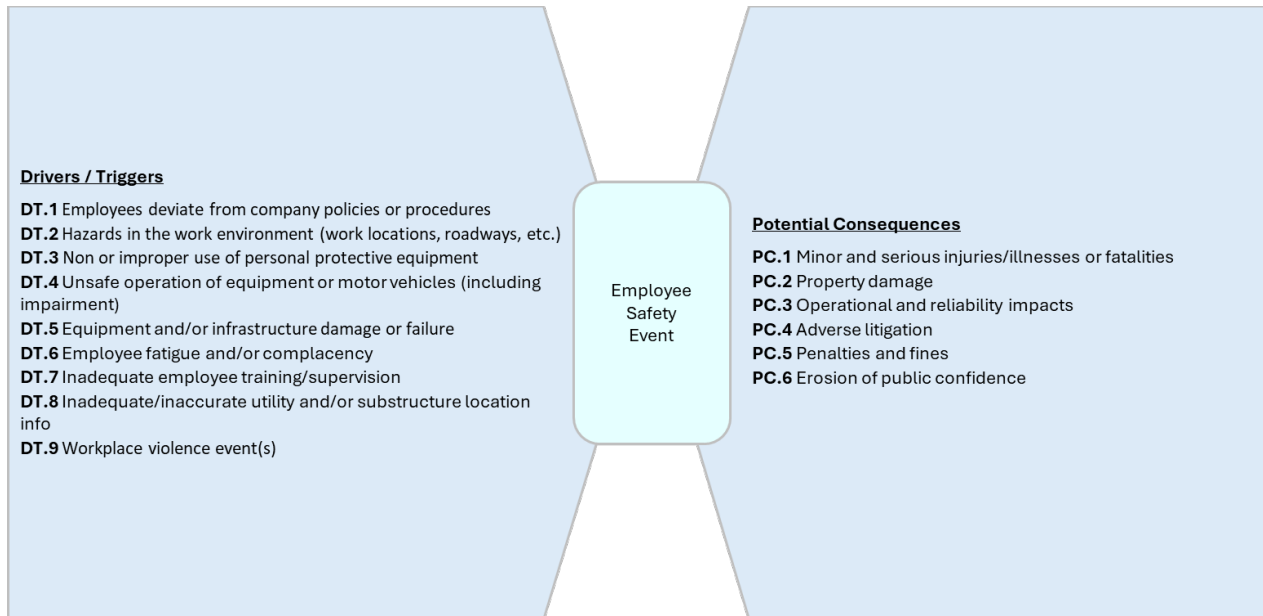 Drivers / Triggers
DT.1 Employees deviate from company policies or procedures
DT.2 Hazards in the work environment (work locations, roadways, etc.)
DT.3 Non or improper use of personal protective equipment
DT.4 Unsafe operation of equipment or motor vehicles (including
impairment)
DT.5 Equipment and/or infrastructure damage or failure
DT.6 Employee fatigue and/or complacency
DT.7 Inadequate employee training/supervision
DT.8 Inadequate/inaccurate utility and/or substructure location
info
DT.9 Workplace violence event(s)
Employee
Safety
Event
Potential Consequences
PC.1 Minor and serious injuries/illnesses or fatalities
PC.2 Property damage
PC.3 Operational and reliability impacts
PC.4 Adverse litigation
PC.5 Penalties and fines
PC.6 Erosion of public confidence